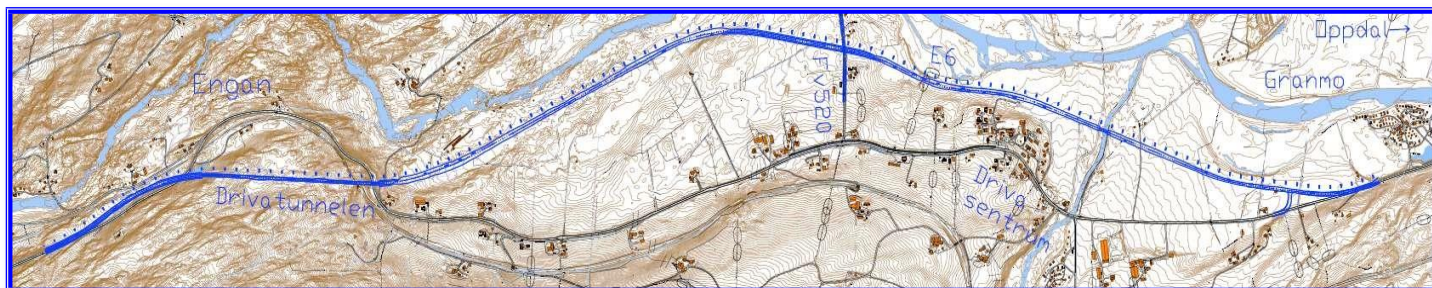 Oppdal →
Engan
E6
Granmo
Fv520
Drivatunnelen
Driva
sentrum